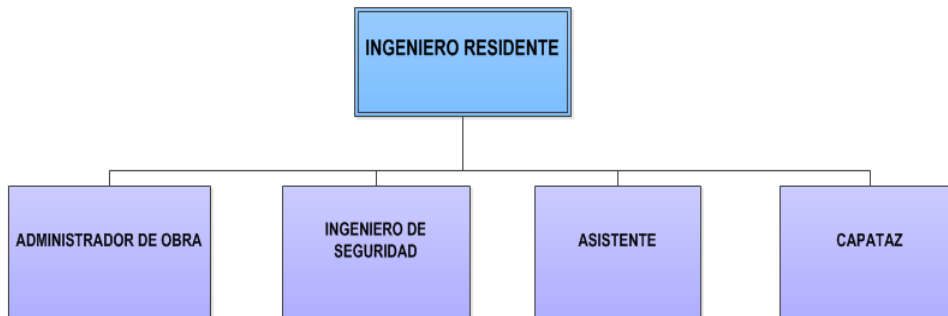 INGENIERO RESIDENTE
ADMINISTRADOR DE OBRA
INGENIERO DE
SEGURIDAD
ASISTENTE
CAPATAZ